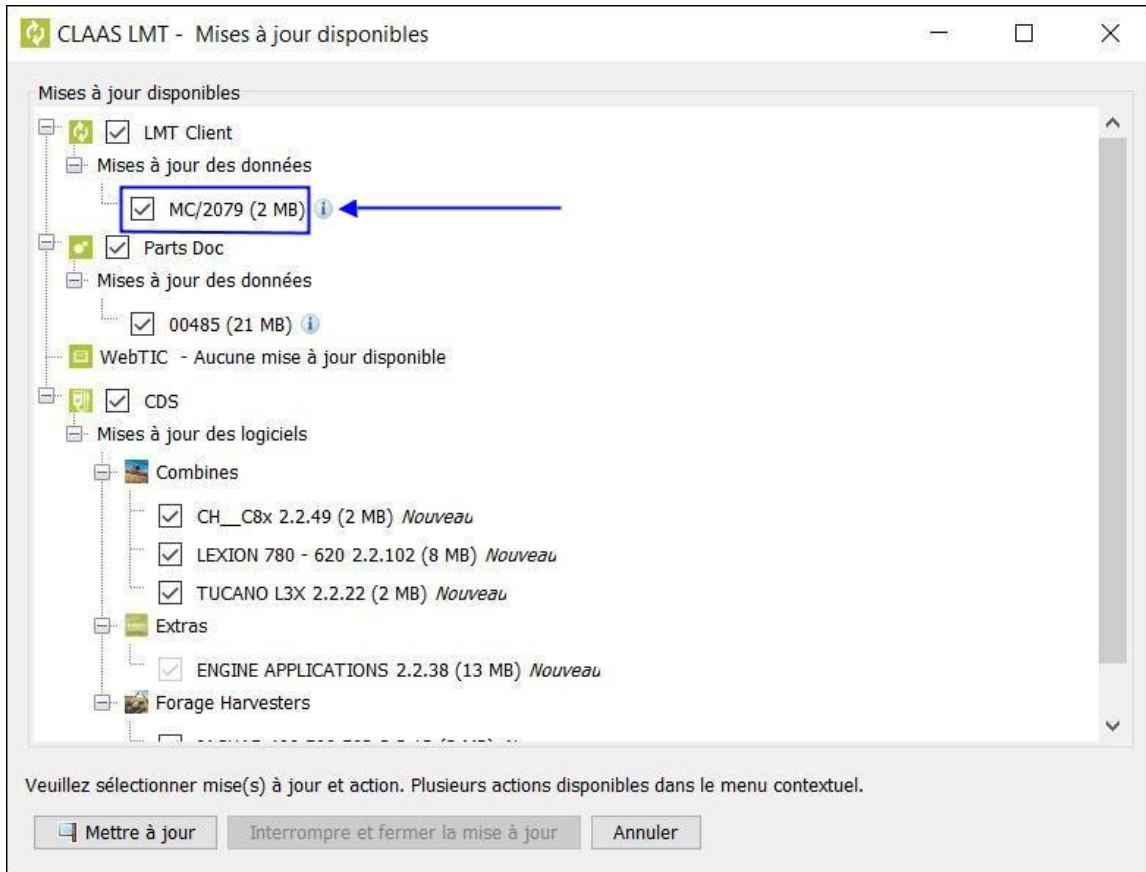 CLAAS LMT - Mises à jour disponibles
Mises à jour disponibles
LMT Client
Mises à jour des données
MC/2079 (2 MB)
Parts Doc
Mises à jour des données
00485 (21 MB)
WebTIC - Aucune mise à jour disponible
CDS
Mises à jour des logiciels
Combines
CH__C8x 2.2.49 (2 MB) Nouveau
LEXION 780 - 620 2.2.102 (8 MB) Nouveau
TUCANO L3X 2.2.22 (2 MB) Nouveau
Extras
ENGINE APPLICATIONS 2.2.38 (13 MB) Nouveau
Forage Harvesters
Veuillez sélectionner mise(s) à jour et action. Plusieurs actions disponibles dans le menu contextuel.
Mettre à jour Interrompre et fermer la mise à jour Annuler